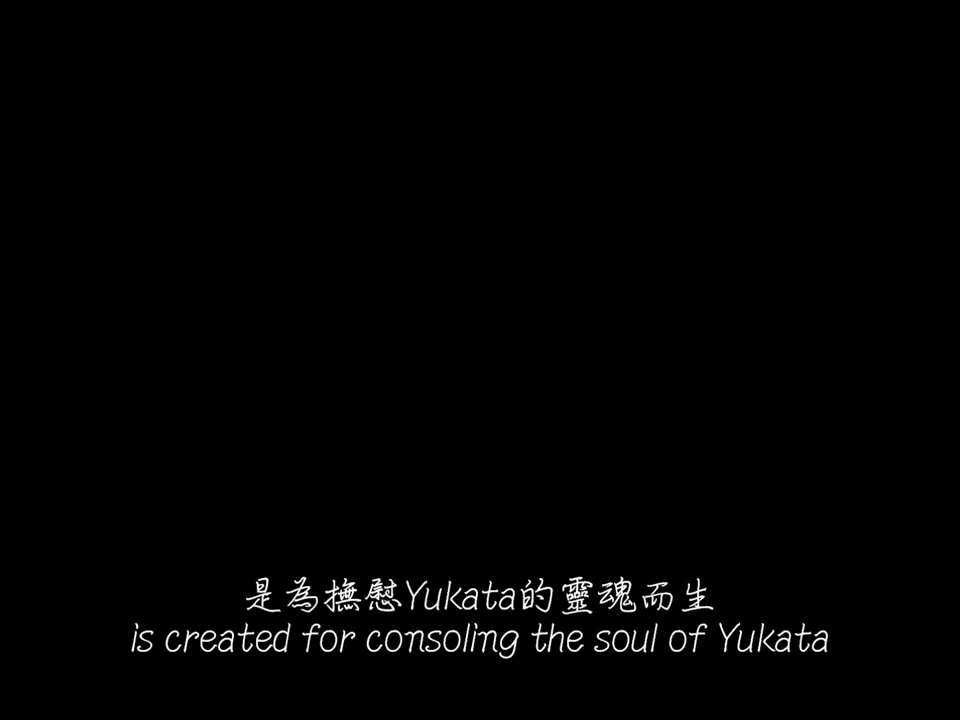 是為撫慰Yukata的靈魂而生
is created for consoling the soul of Yukata